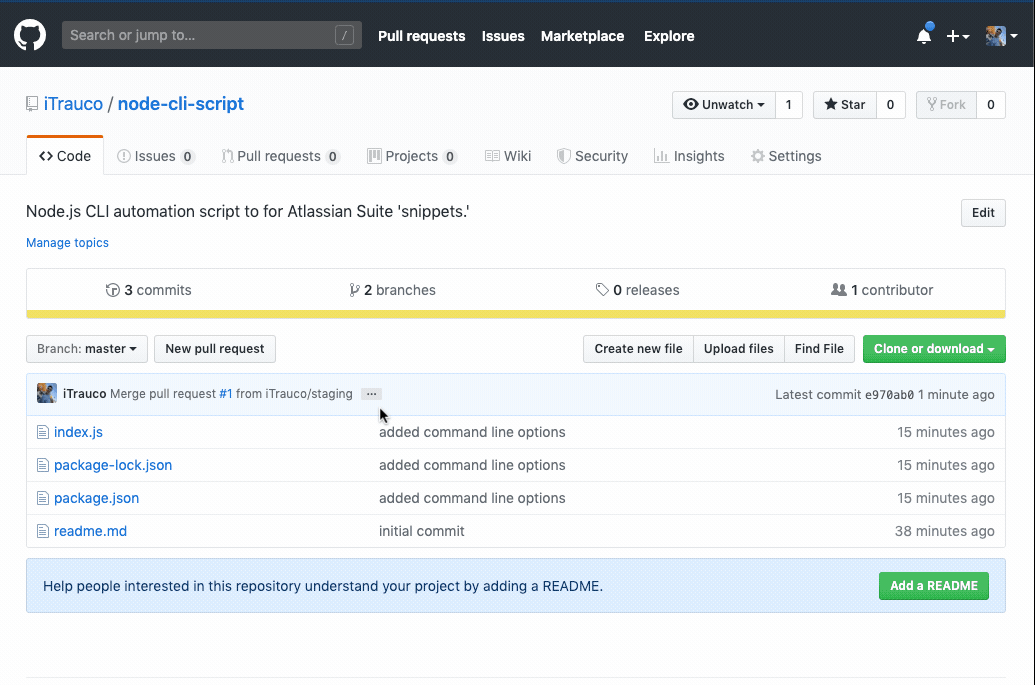 Search or jump to... / Pull requests Issues Marketplace Explore
iTrauco / node-cli-script Unwatch 1 Star 0 Fork 0
Code Issues 0 Pull requests 0 Projects 0 Wiki Security Insights Settings
Node.js CLI automation script to for Atlassian Suite 'snippets.' Edit
Manage topics
3 commits 2 branches 0 releases 1 contributor
Branch: master New pull request Create new file Upload files Find File Clone or download
iTrauco Merge pull request #1 from iTrauco/staging ... Latest commit e970ab0 1 minute ago
index.js added command line options 15 minutes ago
package-lock.json added command line options 15 minutes ago
package.json added command line options 15 minutes ago
readme.md initial commit 38 minutes ago
Help people interested in this repository understand your project by adding a README. Add a README